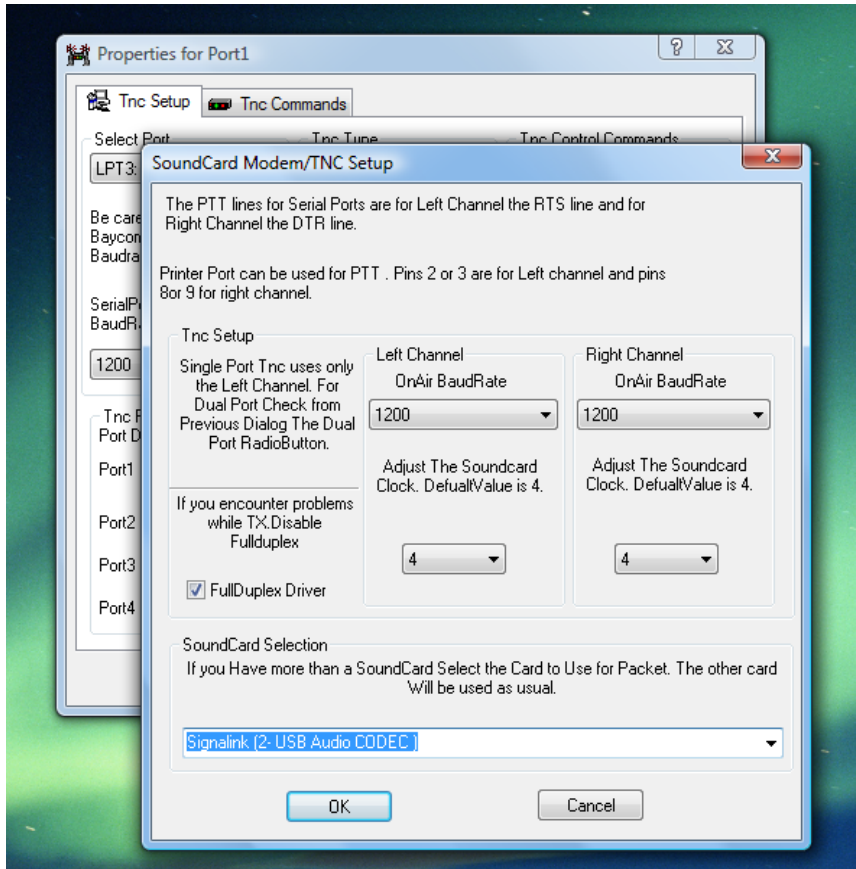 Properties for Port1
Tnc Setup
Tnc Commands
Select Port
Tnc Type
Tnc Control Commands
LPT3:
Be care
Baycon
Baudra
SerialP
BaudRa
1200
Tnc
Port D
Port1
Port2
Port3
Port4
SoundCard Modem/TNC Setup
The PTT lines for Serial Ports are for Left Channel the RTS line and for
Right Channel the DTR line.
Printer Port can be used for PTT . Pins 2 or 3 are for Left channel and pins
8or 9 for right channel.
Tnc Setup
Single Port Tnc uses only
the Left Channel. For
Dual Port Check from
Previous Dialog The Dual
Port RadioButton.
If you encounter problems
while TX.Disable
Fullduplex
FullDuplex Driver
Left Channel
OnAir BaudRate
1200
Adjust The Soundcard
Clock. DefualtValue is 4.
4
Right Channel
OnAir BaudRate
1200
Adjust The Soundcard
Clock. DefualtValue is 4.
4
SoundCard Selection
If you Have more than a SoundCard Select the Card to Use for Packet. The other card
Will be used as usual.
Signalink (2- USB Audio CODEC )
OK
Cancel